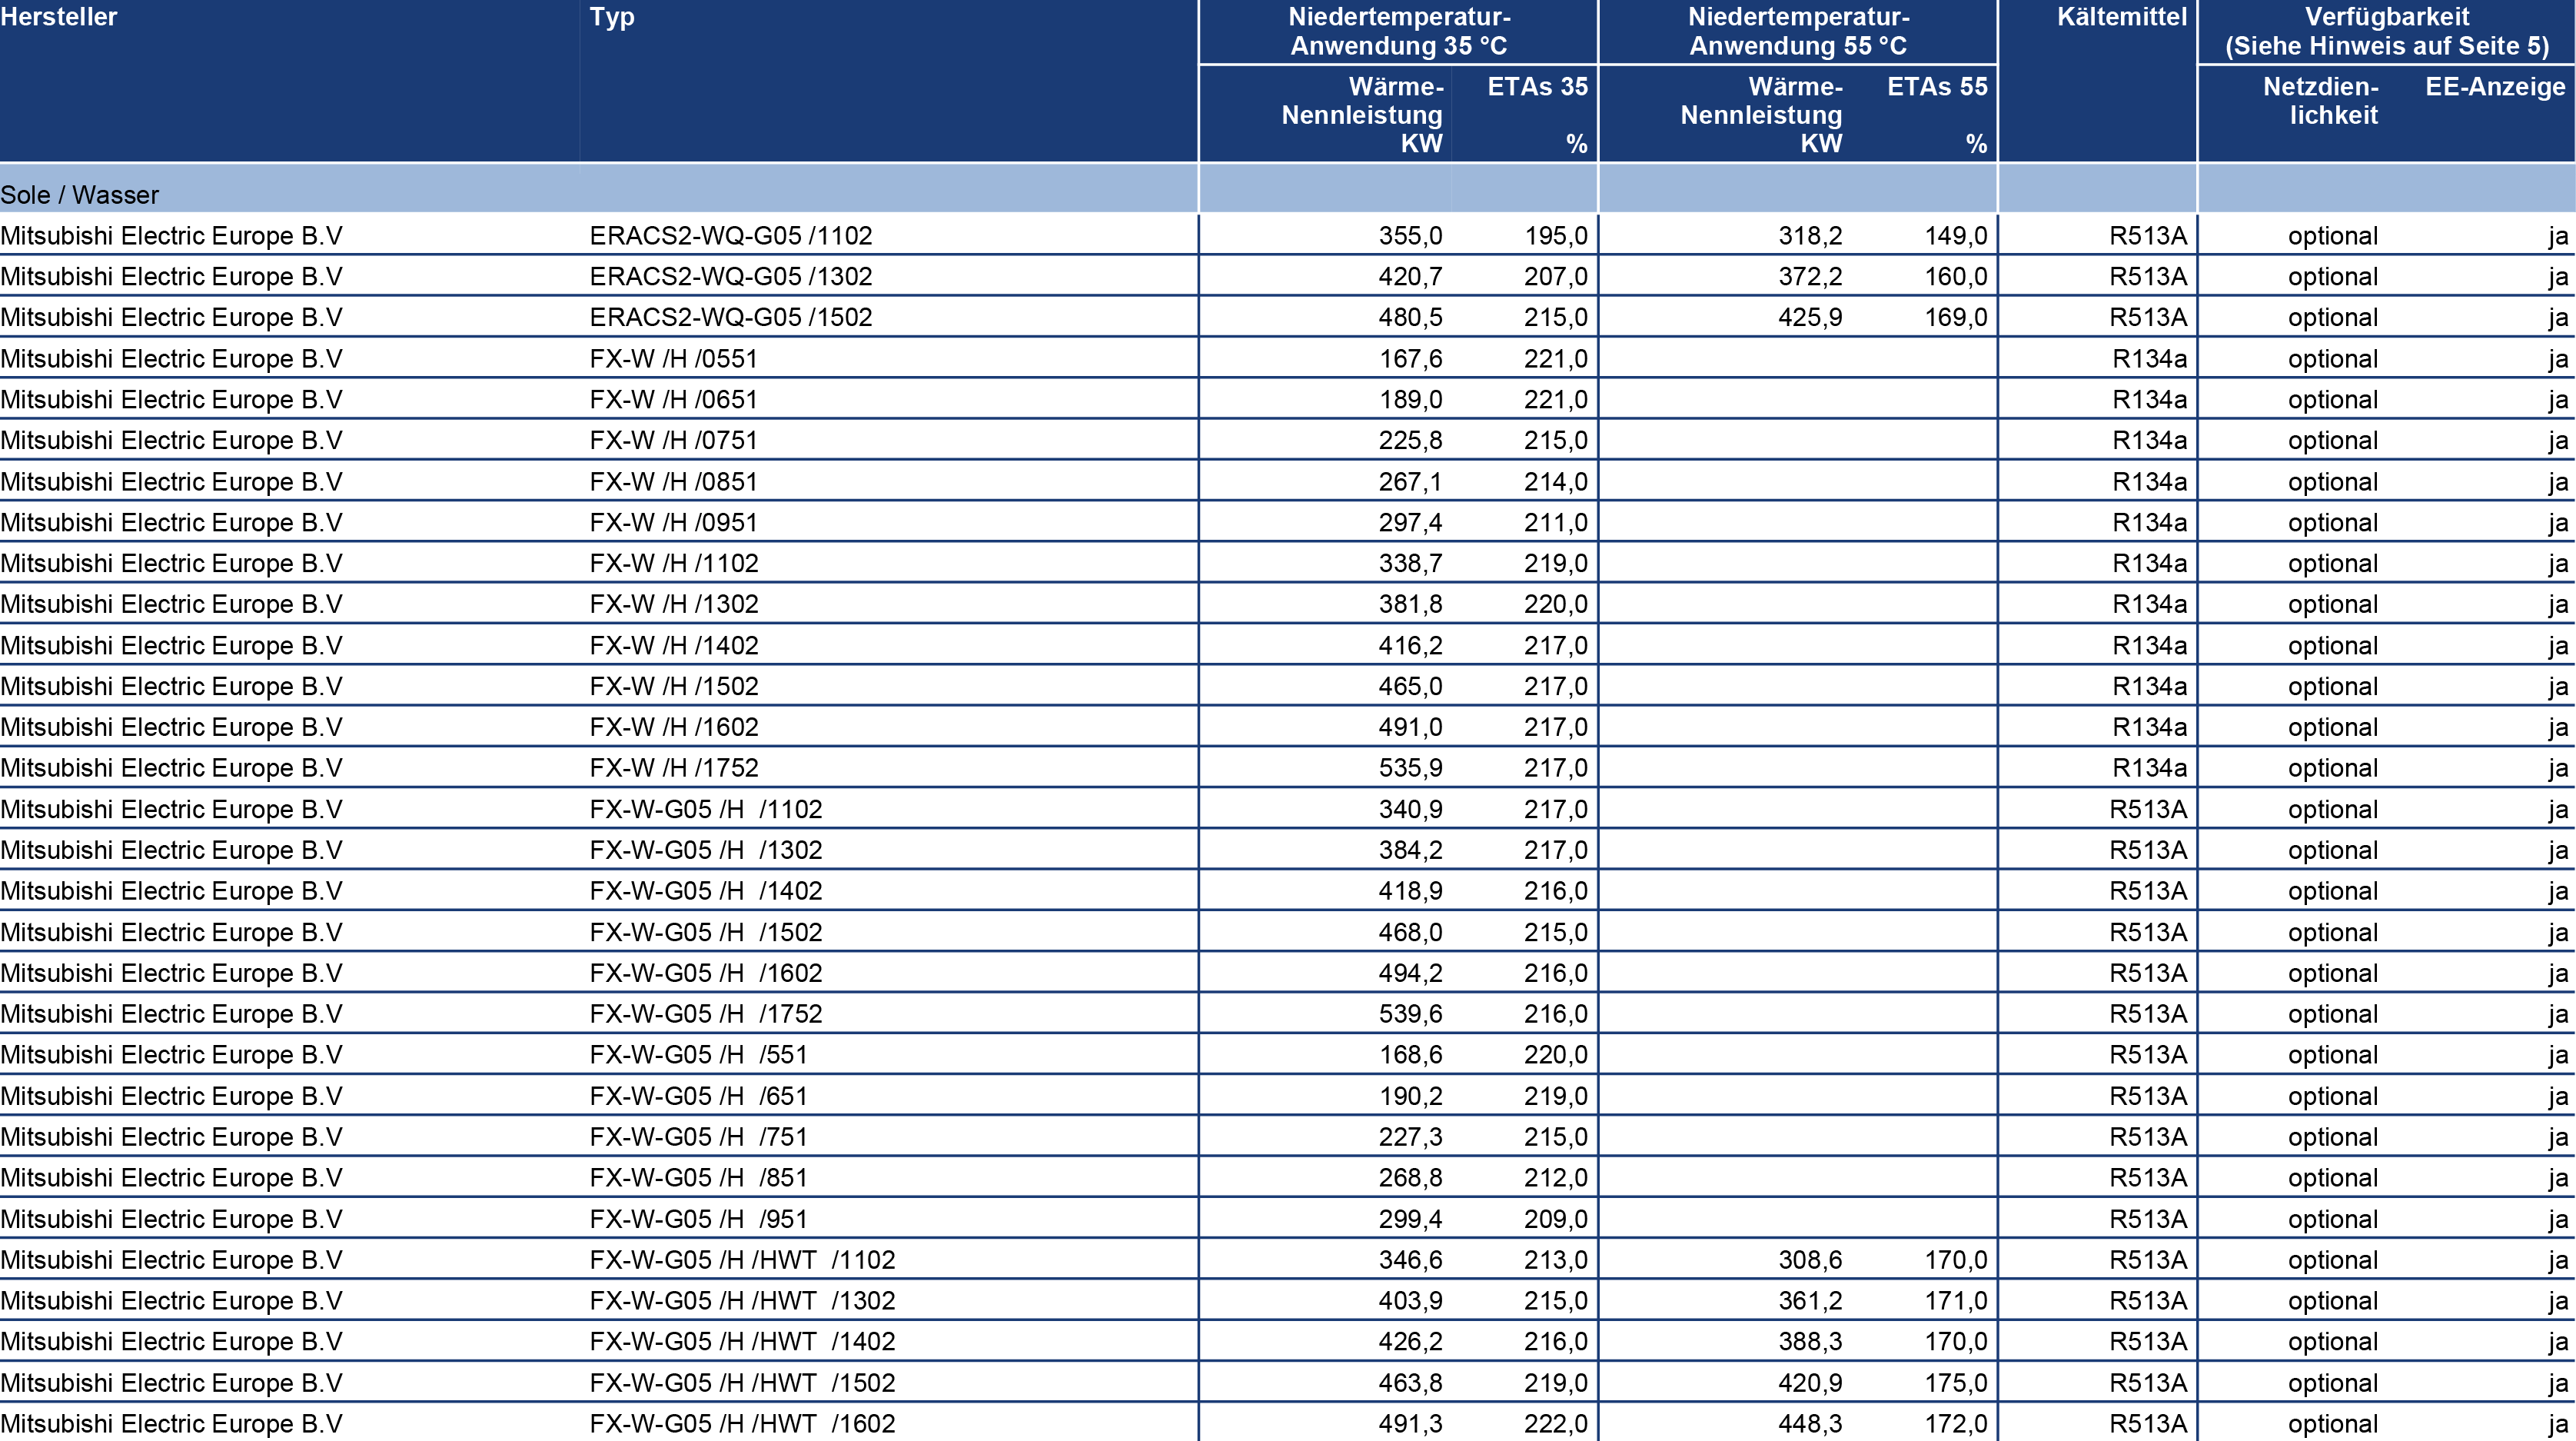 Hersteller Typ Niedertemperatur- Niedertemperatur- Kältemittel Verfügbarkeit
Anwendung 35 °C Anwendung 55 °C (Siehe Hinweis auf Seite 5)
Wärme- ETAs 35 Wärme- ETAs 55 Netzdien- EE-Anzeige
Nennleistung Nennleistung lichkeit
KW % KW %
Sole / Wasser
Mitsubishi Electric Europe B.V ERACS2-WQ-G05 /1102 355,0 195,0 318,2 149,0 R513A optional ja
Mitsubishi Electric Europe B.V ERACS2-WQ-G05 /1302 420,7 207,0 372,2 160,0 R513A optional ja
Mitsubishi Electric Europe B.V ERACS2-WQ-G05 /1502 480,5 215,0 425,9 169,0 R513A optional ja
Mitsubishi Electric Europe B.V FX-W /H /0551 167,6 221,0 R134a optional ja
Mitsubishi Electric Europe B.V FX-W /H /0651 189,0 221,0 R134a optional ja
Mitsubishi Electric Europe B.V FX-W /H /0751 225,8 215,0 R134a optional ja
Mitsubishi Electric Europe B.V FX-W /H /0851 267,1 214,0 R134a optional ja
Mitsubishi Electric Europe B.V FX-W /H /0951 297,4 211,0 R134a optional ja
Mitsubishi Electric Europe B.V FX-W /H /1102 338,7 219,0 R134a optional ja
Mitsubishi Electric Europe B.V FX-W /H /1302 381,8 220,0 R134a optional ja
Mitsubishi Electric Europe B.V FX-W /H /1402 416,2 217,0 R134a optional ja
Mitsubishi Electric Europe B.V FX-W /H /1502 465,0 217,0 R134a optional ja
Mitsubishi Electric Europe B.V FX-W /H /1602 491,0 217,0 R134a optional ja
Mitsubishi Electric Europe B.V FX-W /H /1752 535,9 217,0 R134a optional ja
Mitsubishi Electric Europe B.V FX-W-G05 /H  /1102 340,9 217,0 R513A optional ja
Mitsubishi Electric Europe B.V FX-W-G05 /H  /1302 384,2 217,0 R513A optional ja
Mitsubishi Electric Europe B.V FX-W-G05 /H  /1402 418,9 216,0 R513A optional ja
Mitsubishi Electric Europe B.V FX-W-G05 /H  /1502 468,0 215,0 R513A optional ja
Mitsubishi Electric Europe B.V FX-W-G05 /H  /1602 494,2 216,0 R513A optional ja
Mitsubishi Electric Europe B.V FX-W-G05 /H  /1752 539,6 216,0 R513A optional ja
Mitsubishi Electric Europe B.V FX-W-G05 /H  /551 168,6 220,0 R513A optional ja
Mitsubishi Electric Europe B.V FX-W-G05 /H  /651 190,2 219,0 R513A optional ja
Mitsubishi Electric Europe B.V FX-W-G05 /H  /751 227,3 215,0 R513A optional ja
Mitsubishi Electric Europe B.V FX-W-G05 /H  /851 268,8 212,0 R513A optional ja
Mitsubishi Electric Europe B.V FX-W-G05 /H  /951 299,4 209,0 R513A optional ja
Mitsubishi Electric Europe B.V FX-W-G05 /H /HWT  /1102 346,6 213,0 308,6 170,0 R513A optional ja
Mitsubishi Electric Europe B.V FX-W-G05 /H /HWT  /1302 403,9 215,0 361,2 171,0 R513A optional ja
Mitsubishi Electric Europe B.V FX-W-G05 /H /HWT  /1402 426,2 216,0 388,3 170,0 R513A optional ja
Mitsubishi Electric Europe B.V FX-W-G05 /H /HWT  /1502 463,8 219,0 420,9 175,0 R513A optional ja
Mitsubishi Electric Europe B.V FX-W-G05 /H /HWT  /1602 491,3 222,0 448,3 172,0 R513A optional ja